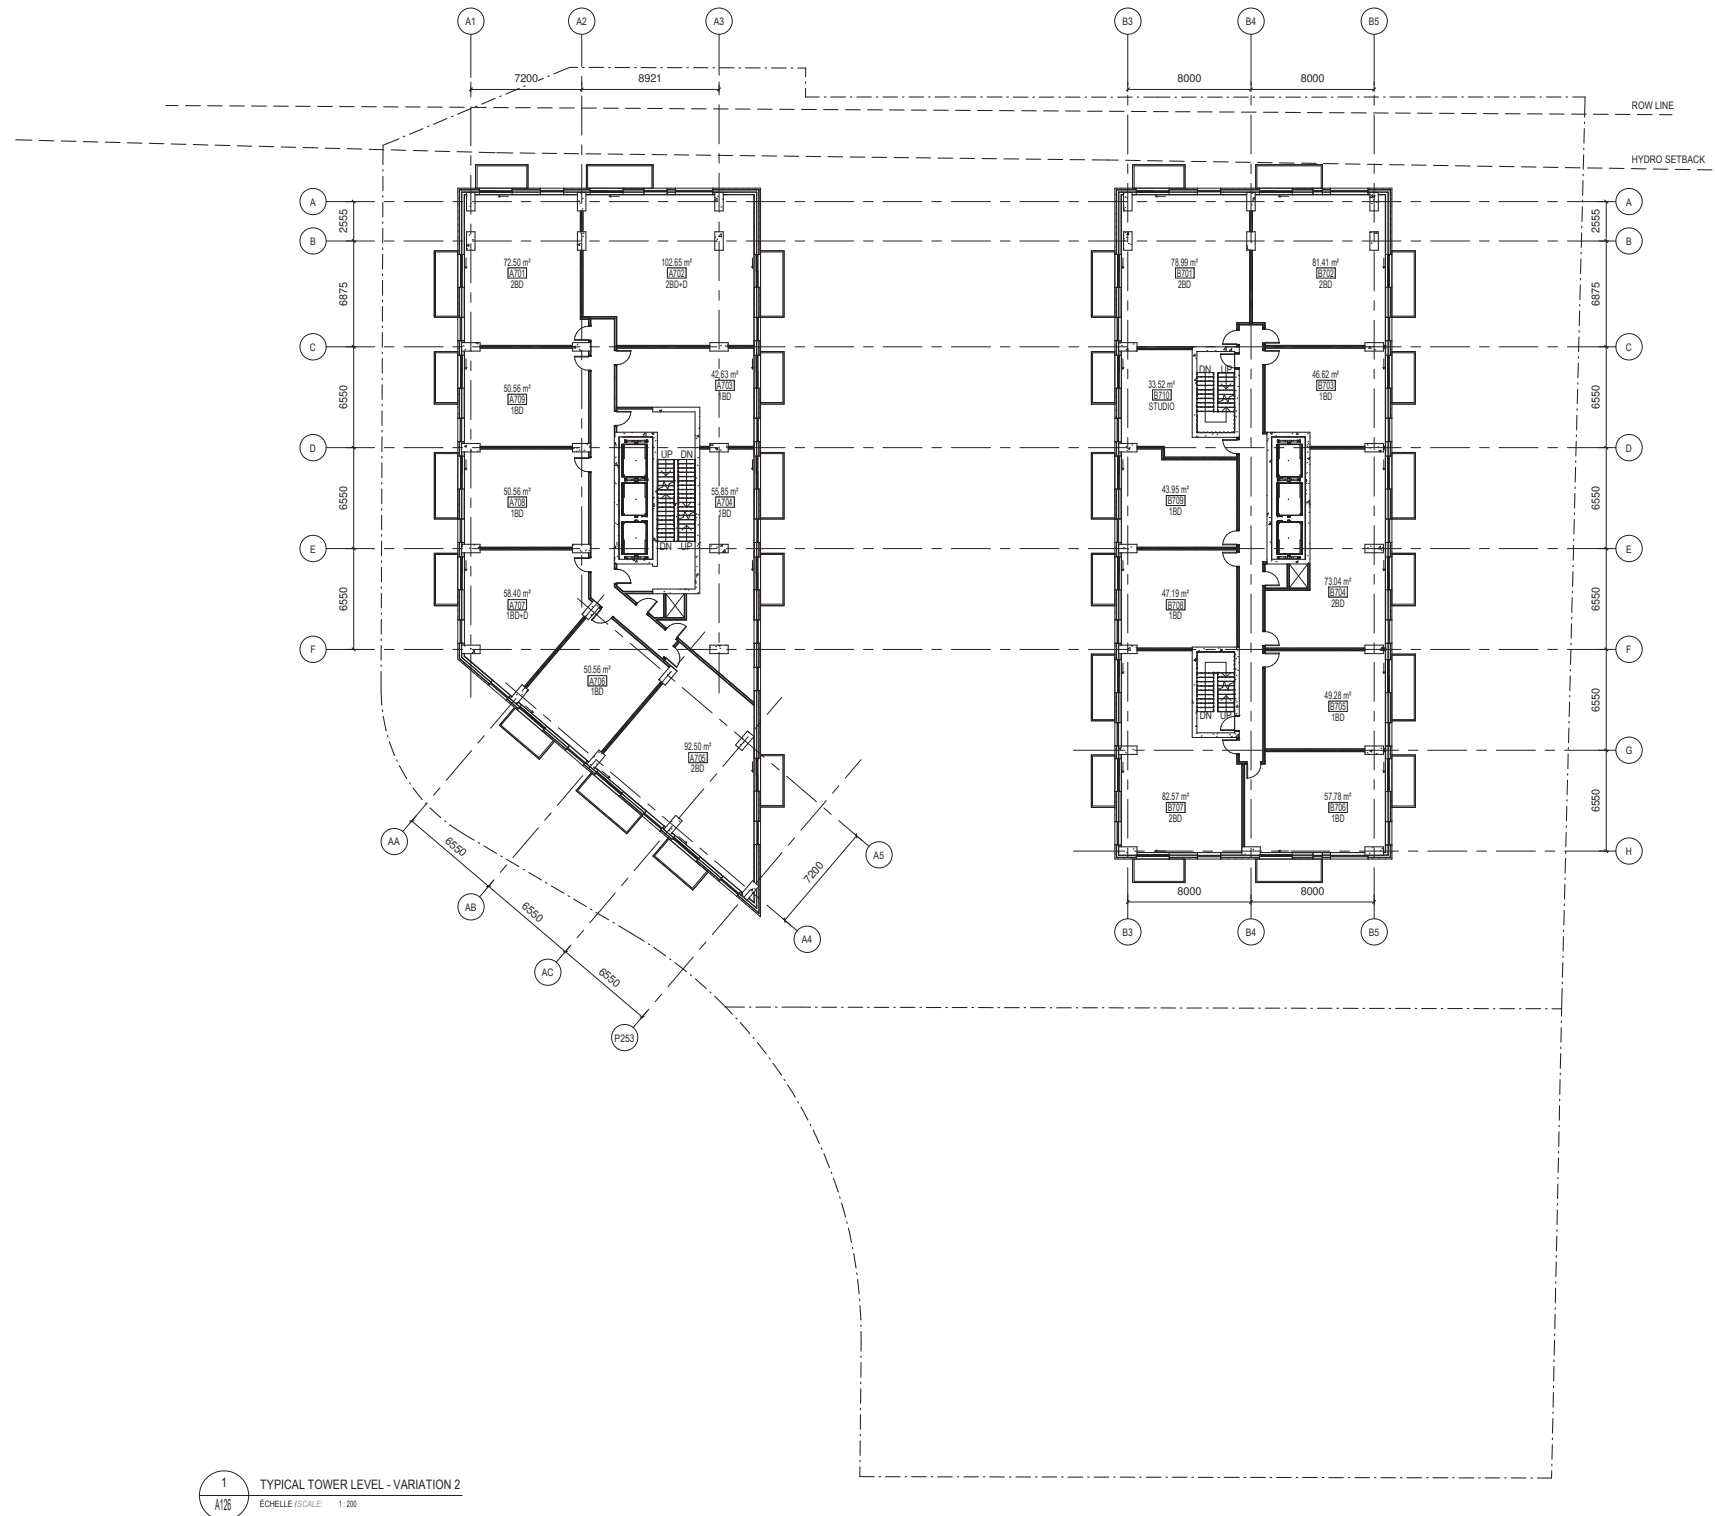 A1 A2 A3 B3 B4 B5
7200 8921 8000 8000
ROW LINE
HYDRO SETBACK
A A
2555 2555
B B
72.50 m² 102.65 m² 78.99 m² 81.41 m²
A701 A702 B701 B702
2BD 2BD+D 2BD 2BD
6875 6875
C C
DN UP
42.63 m² 33.52 m² 46.62 m²
A703 B710 B703
1BD STUDIO 1BD
50.56 m²
A709
1BD
6550 6550
D D
UP DN
50.56 m² 55.85 m² 43.95 m²
A708 A704 B709
1BD 1BD 1BD
6550 6550
DN UP
E E
58.40 m² 47.19 m² 73.04 m²
A707 B708 B704
1BD+D 1BD 2BD
6550 6550
F F
50.56 m² 49.28 m²
A706 B705
1BD 1BD
DN UP
6550
92.50 m²
A705
2BD
G
82.57 m² 57.78 m²
B707 B706
2BD 1BD
6550
H
AA A5
6550 7200
8000 8000
AB
6550
B3 B4 B5
A4
AC
6550
P253
1 TYPICAL TOWER LEVEL - VARIATION 2
A126 ÉCHELLE / SCALE: 1 : 200